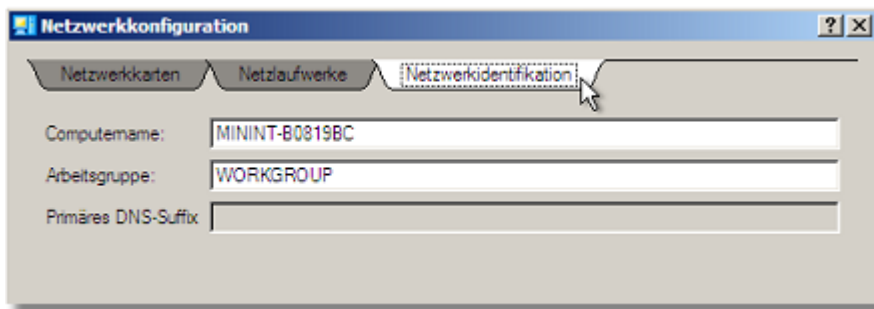 Netzwerkkonfiguration
Netzwerkkarten Netzlaufwerke Netzwerkidentifikation
Computername: MININT-B0819BC
Arbeitsgruppe: WORKGROUP
Primäres DNS-Suffix